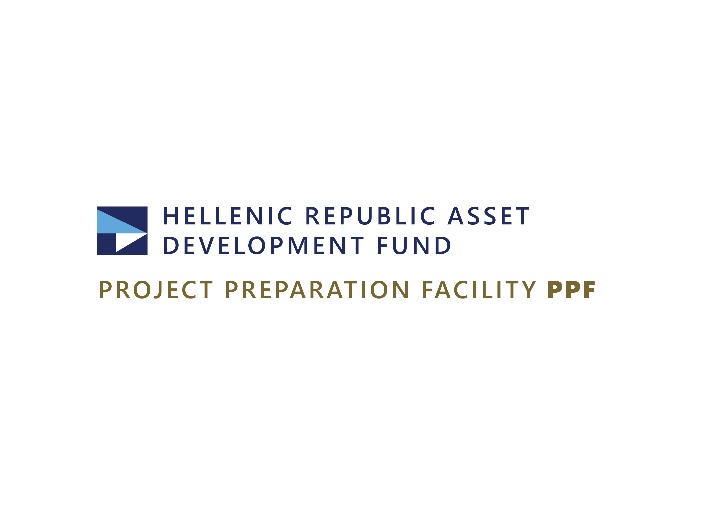 HELLENIC REPUBLIC ASSET
DEVELOPMENT FUND
PROJECT PREPARATION FACILITY PPF